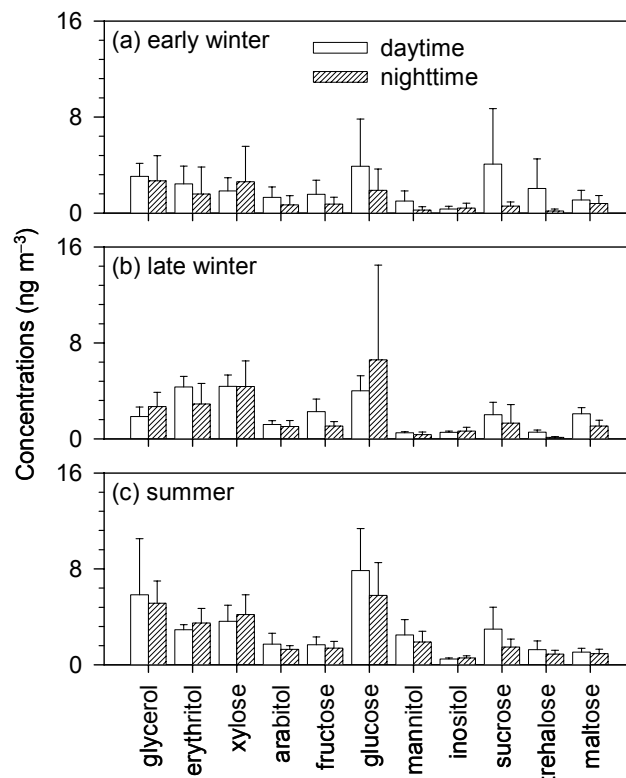 Concentrations (ng m⁻³)
16
8
0
(a) early winter
daytime
nighttime
16
8
0
(b) late winter
16
8
0
(c) summer
glycerol
erythritol
xylose
arabitol
fructose
glucose
mannitol
inositol
sucrose
trehalose
maltose